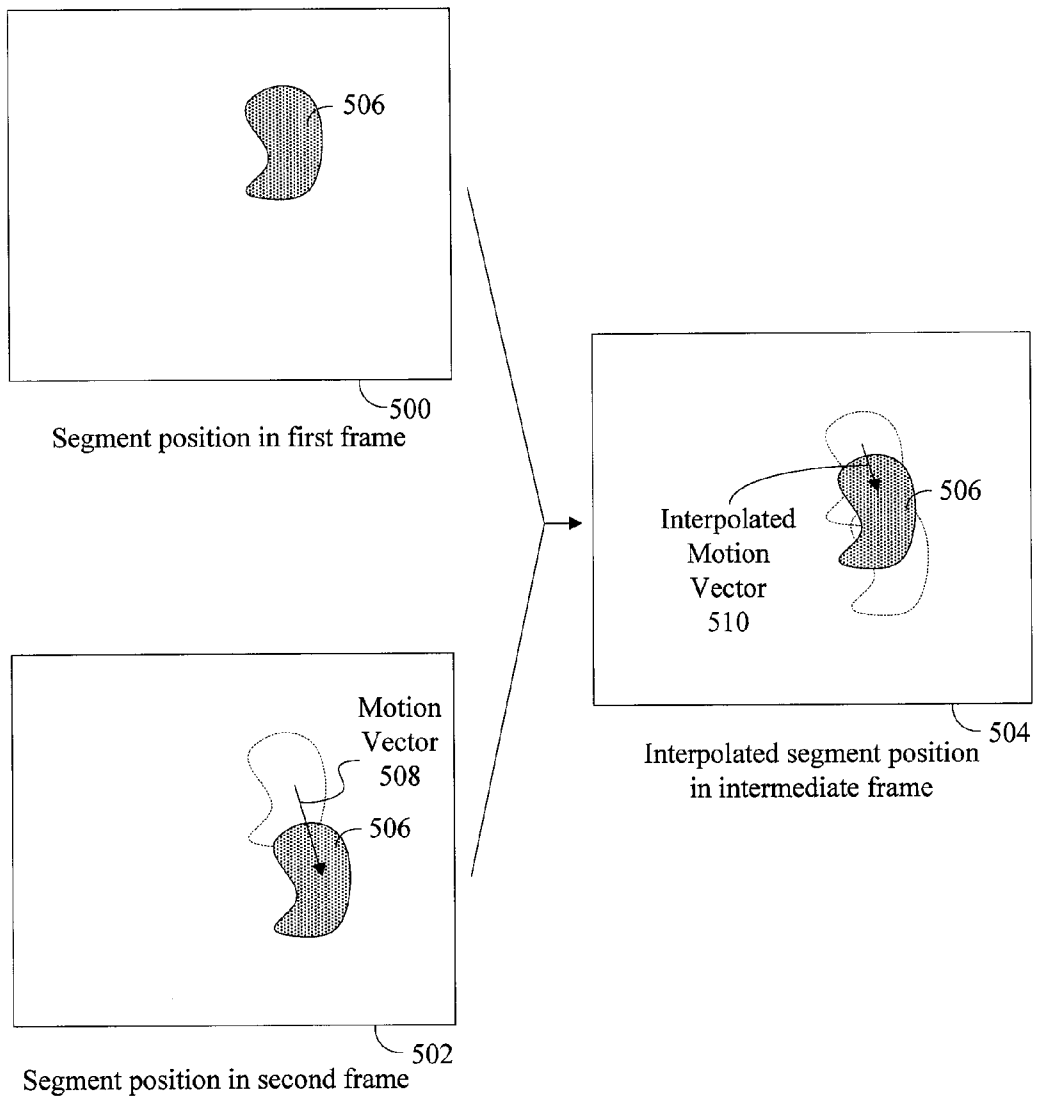 506
500
Segment position in first frame
Interpolated
Motion
Vector
510
506
504
Interpolated segment position
in intermediate frame
Motion
Vector
508
506
502
Segment position in second frame